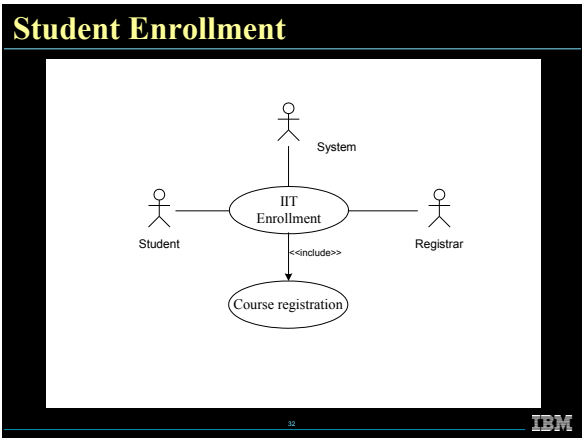 Student Enrollment
System
IIT
Enrollment
Student
Registrar
<<include>>
Course registration
32
IBM